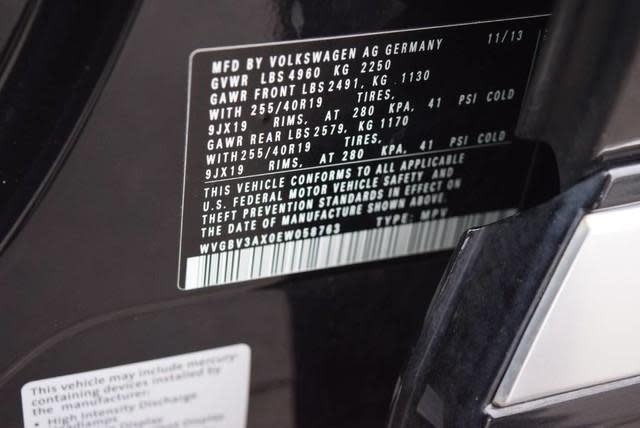 MFD BY VOLKSWAGEN AG GERMANY 11/13
GVWR LBS 4960 KG 2250
GAWR FRONT LBS 2491, KG 1130
WITH 255/40R19 TIRES,
9JX19 RIMS, AT 280 KPA, 41 PSI COLD
GAWR REAR LBS 2579, KG 1170
WITH 255/40R19 TIRES,
9JX19 RIMS, AT 280 KPA, 41 PSI COLD
THIS VEHICLE CONFORMS TO ALL APPLICABLE
U.S. FEDERAL MOTOR VEHICLE SAFETY AND
THEFT PREVENTION STANDARDS IN EFFECT ON
THE DATE OF MANUFACTURE SHOWN ABOVE.
WVGBV3AX0EW058763 TYPE: MPV
This vehicle may include mercury-
containing devices installed by
the manufacturer:
• High Intensity Discharge
Display